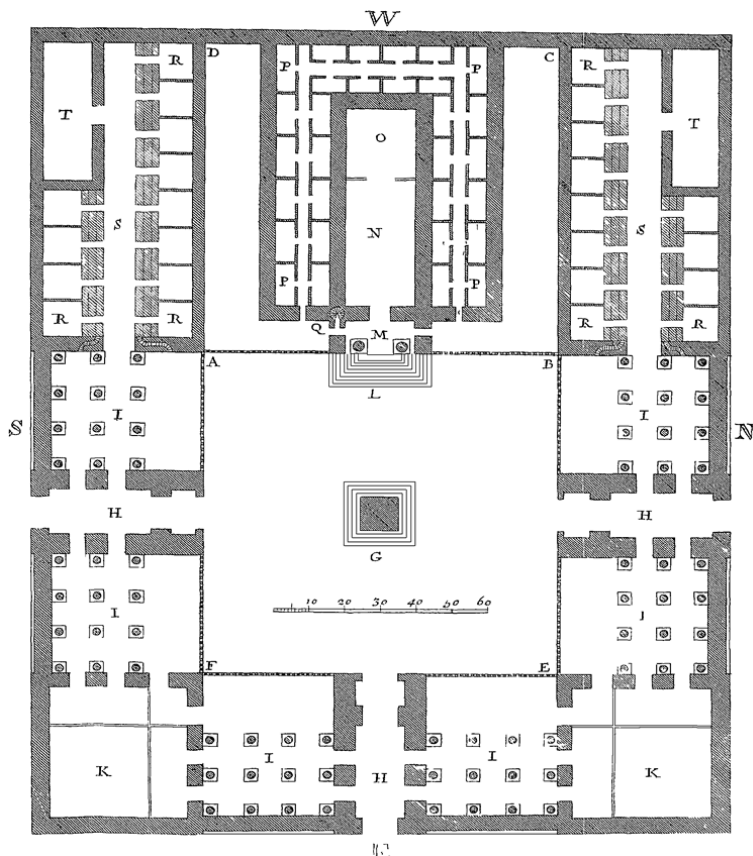 W
R D C R
P P
T O T
S N S
P P
R R R R
Q M
A B
L
I I
S N
H H
G
10 20 30 40 50 60
I I
F E
I I
K H K
E